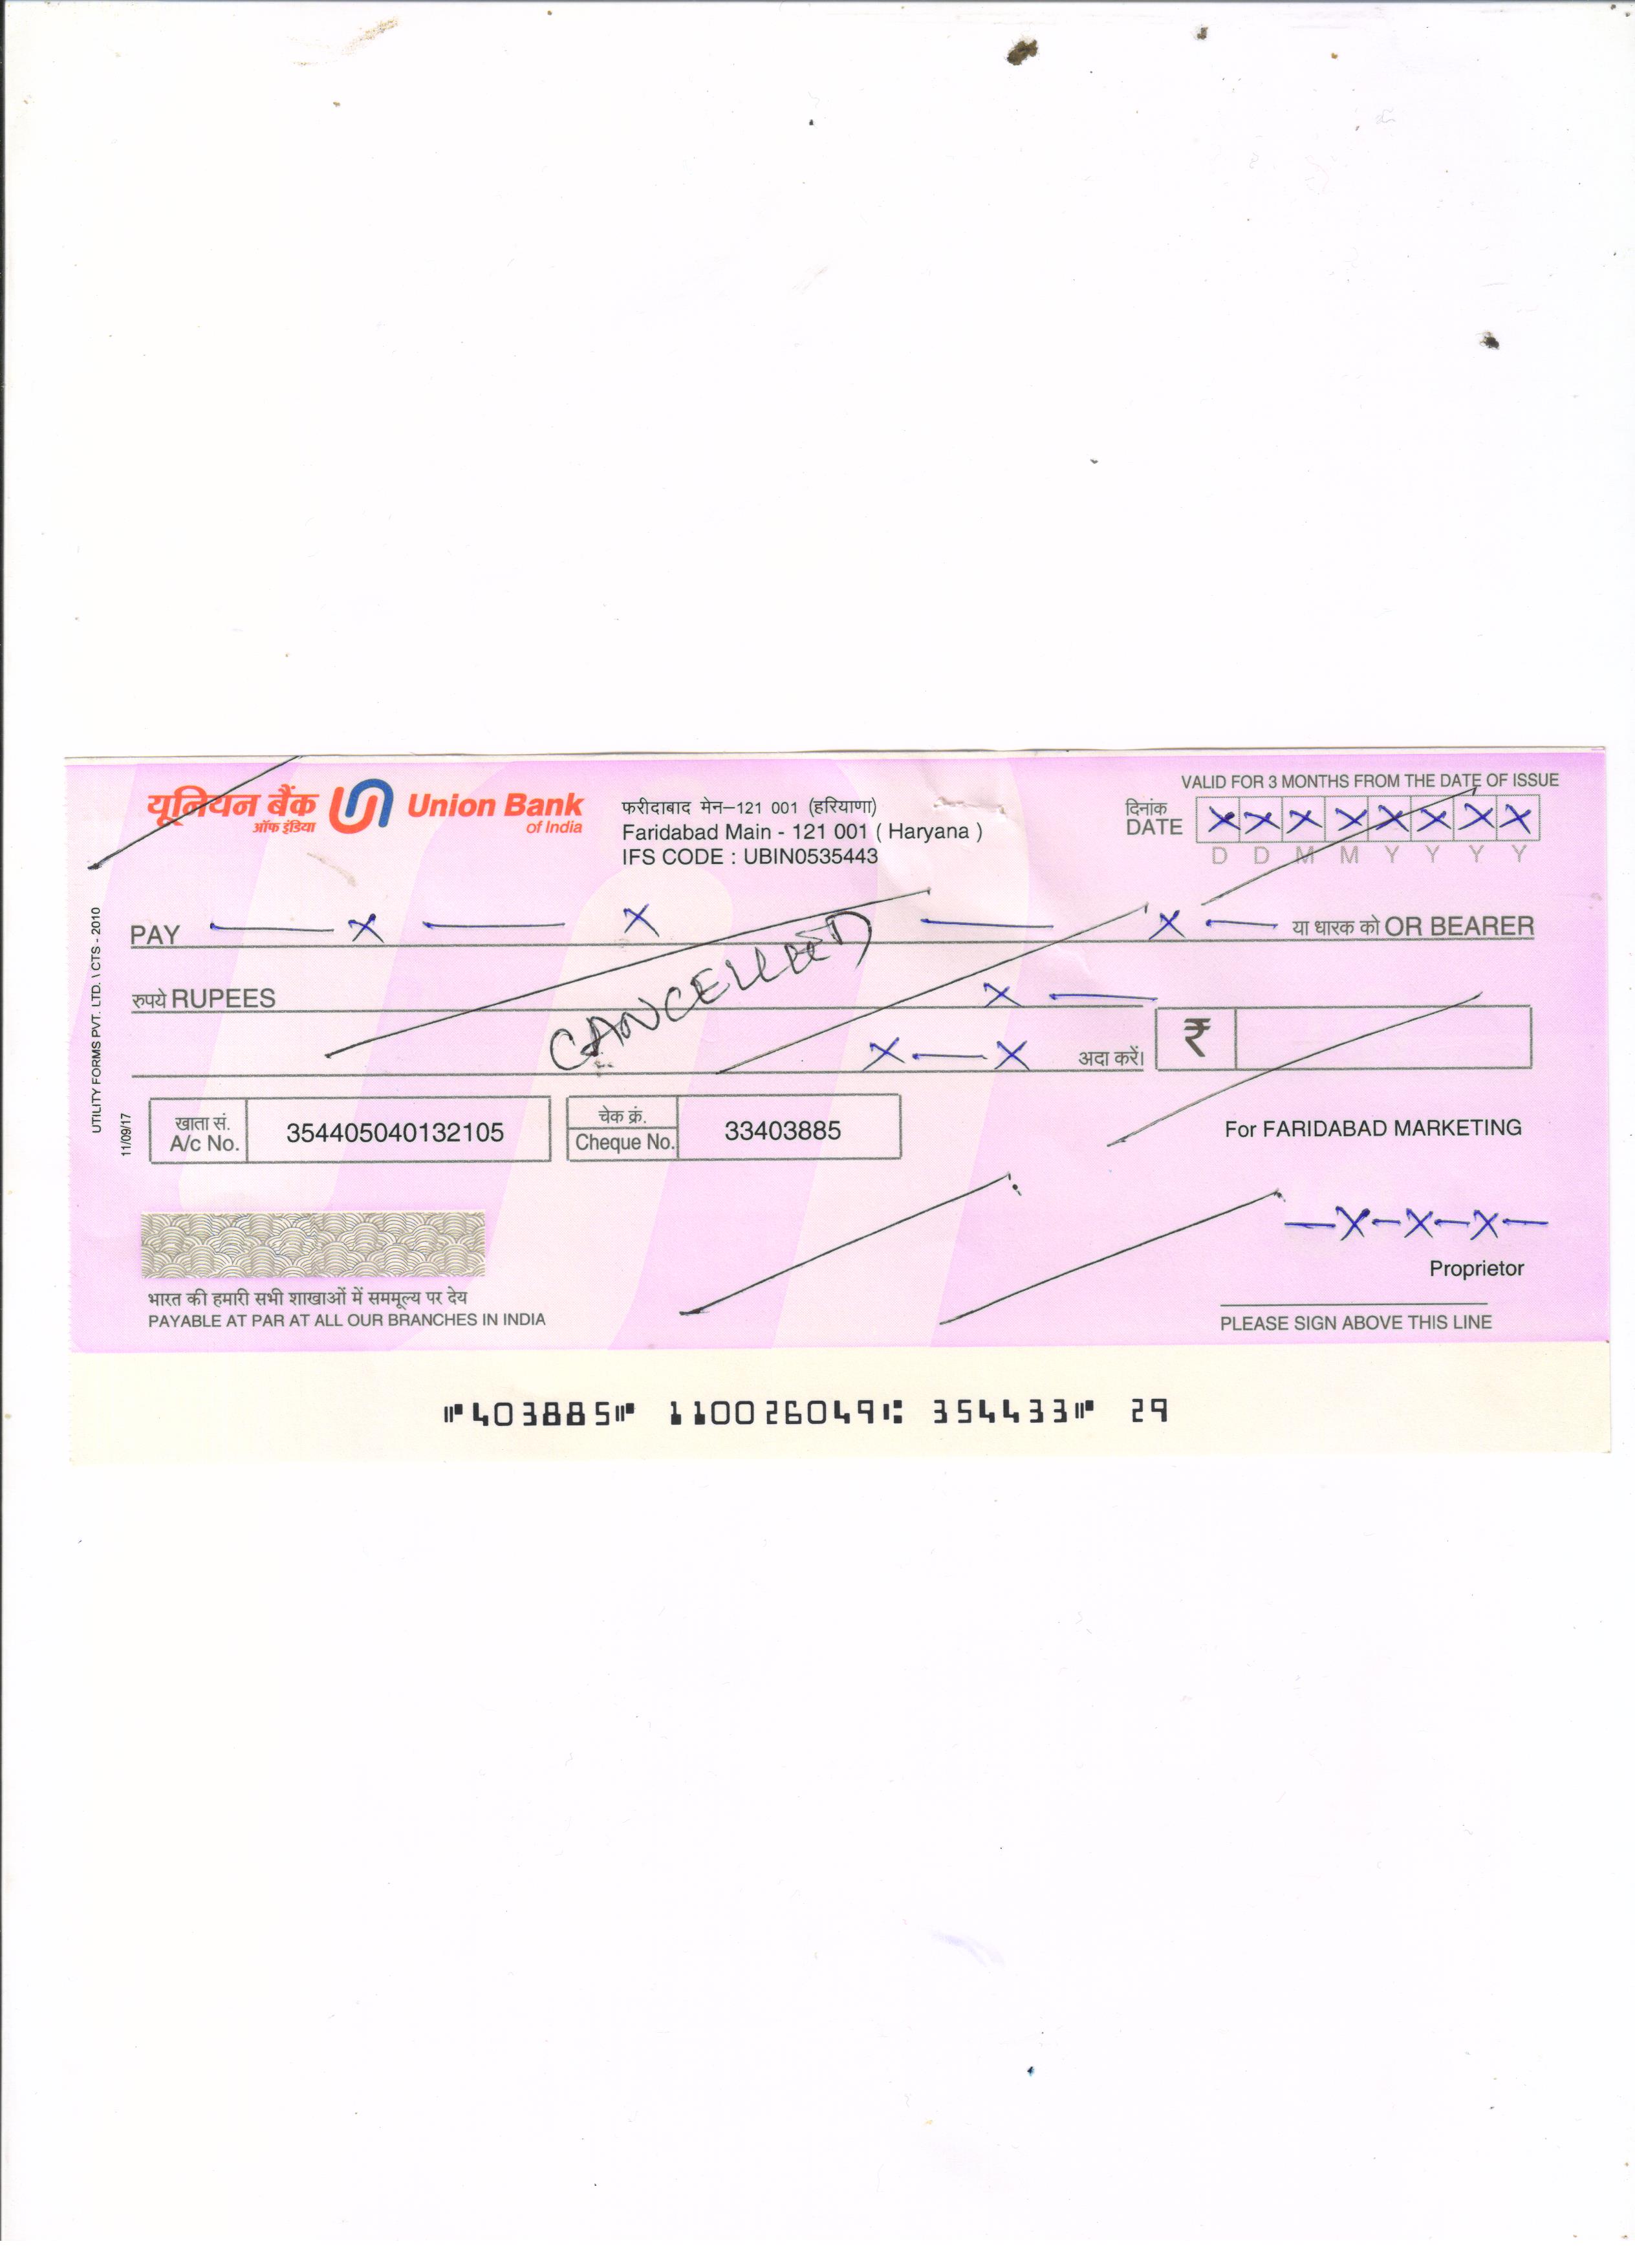 VALID FOR 3 MONTHS FROM THE DATE OF ISSUE
यूनियन बैंक Union Bank
ऑफ इंडिया of India
फरीदाबाद मेन–121 001 (हरियाणा)
Faridabad Main - 121 001 ( Haryana )
IFS CODE : UBIN0535443
दिनांक
DATE X X X X X X X X
D D M M Y Y Y Y
PAY — X — X — X — या धारक को OR BEARER
रुपये RUPEES X —
CANCELLED
X — X अदा करें।
₹
खाता सं.
A/c No. 354405040132105
चेक क्रं.
Cheque No. 33403885
For FARIDABAD MARKETING
—X—X—X—
Proprietor
भारत की हमारी सभी शाखाओं में सममूल्य पर देय
PAYABLE AT PAR AT ALL OUR BRANCHES IN INDIA
PLEASE SIGN ABOVE THIS LINE
UTILITY FORMS PVT. LTD. \ CTS - 2010
11/09/17
⑈403885⑈ 110026049⑆ 354433⑈ 29